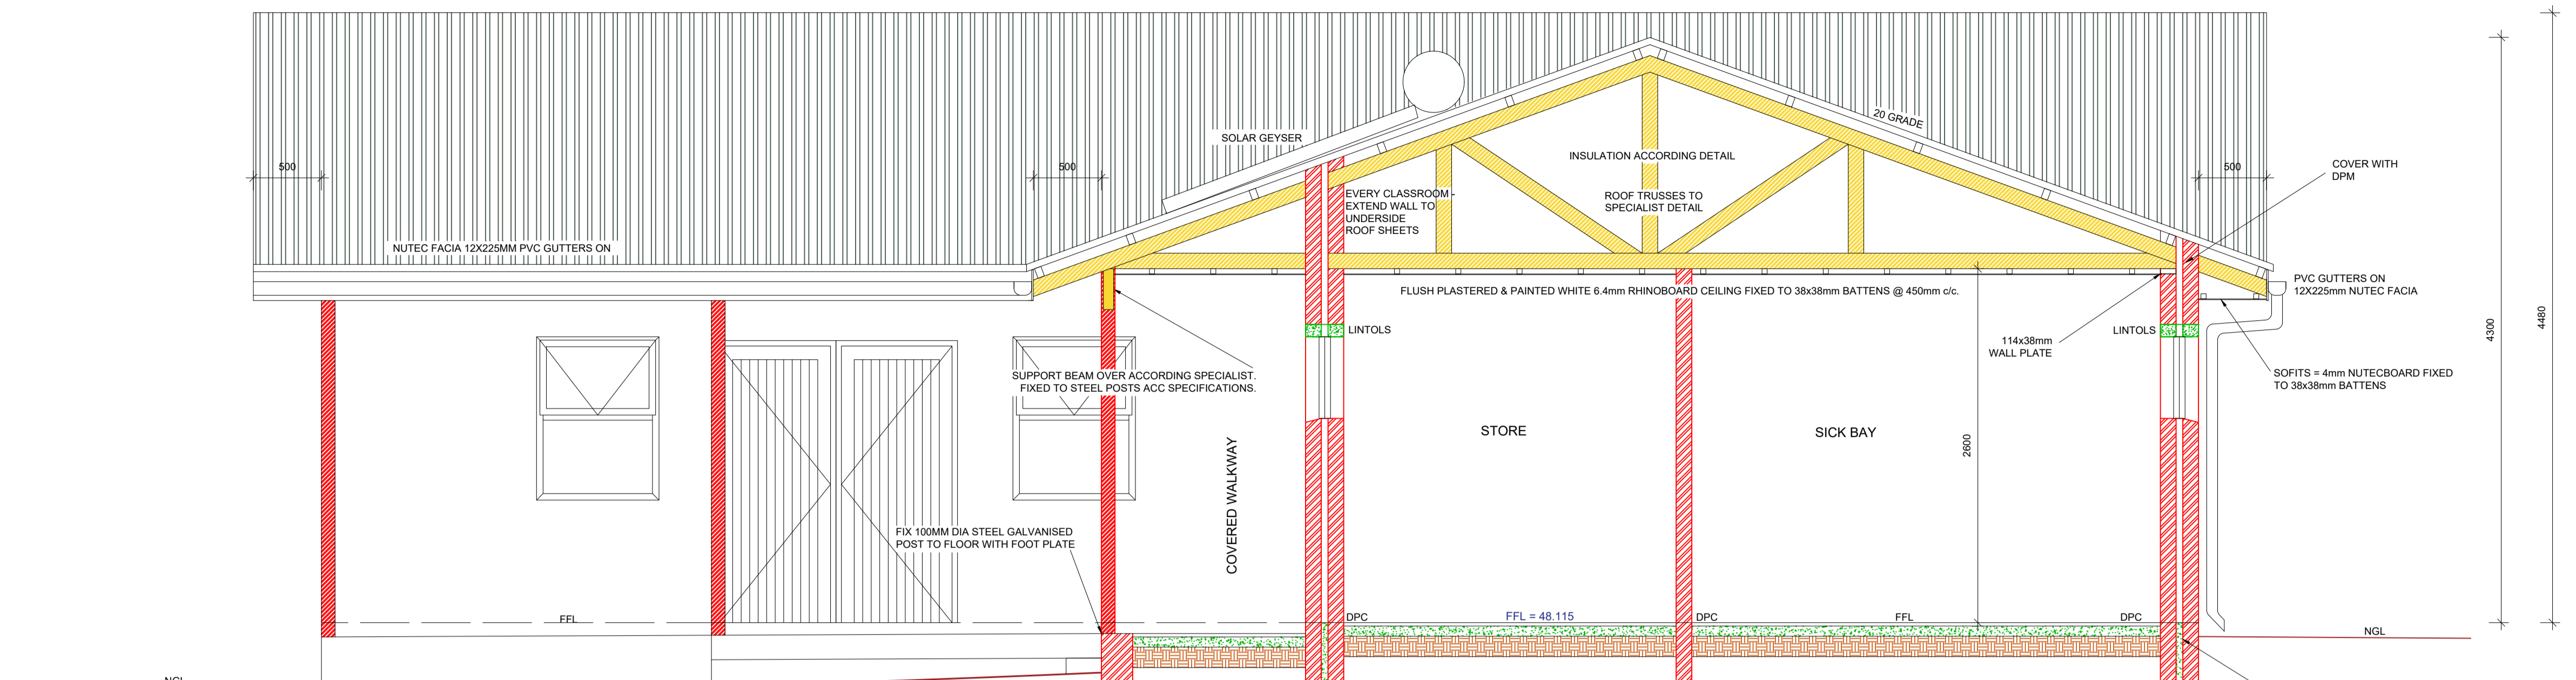 20 GRADE
SOLAR GEYSER
INSULATION ACCORDING DETAIL
500
500
500
COVER WITH
DPM
EVERY CLASSROOM -
EXTEND WALL TO
UNDERSIDE
ROOF SHEETS
ROOF TRUSSES TO
SPECIALIST DETAIL
NUTEC FACIA 12X225MM PVC GUTTERS ON
PVC GUTTERS ON
12X225mm NUTEC FACIA
FLUSH PLASTERED & PAINTED WHITE 6.4mm RHINOBOARD CEILING FIXED TO 38x38mm BATTENS @ 450mm c/c.
4300
4480
LINTOLS
LINTOLS
114x38mm
WALL PLATE
SUPPORT BEAM OVER ACCORDING SPECIALIST.
FIXED TO STEEL POSTS ACC SPECIFICATIONS.
SOFITS = 4mm NUTECBOARD FIXED
TO 38x38mm BATTENS
STORE
SICK BAY
2600
COVERED WALKWAY
FIX 100MM DIA STEEL GALVANISED
POST TO FLOOR WITH FOOT PLATE
FFL
DPC
FFL = 48.115
DPC
FFL
DPC
NGL
NGL